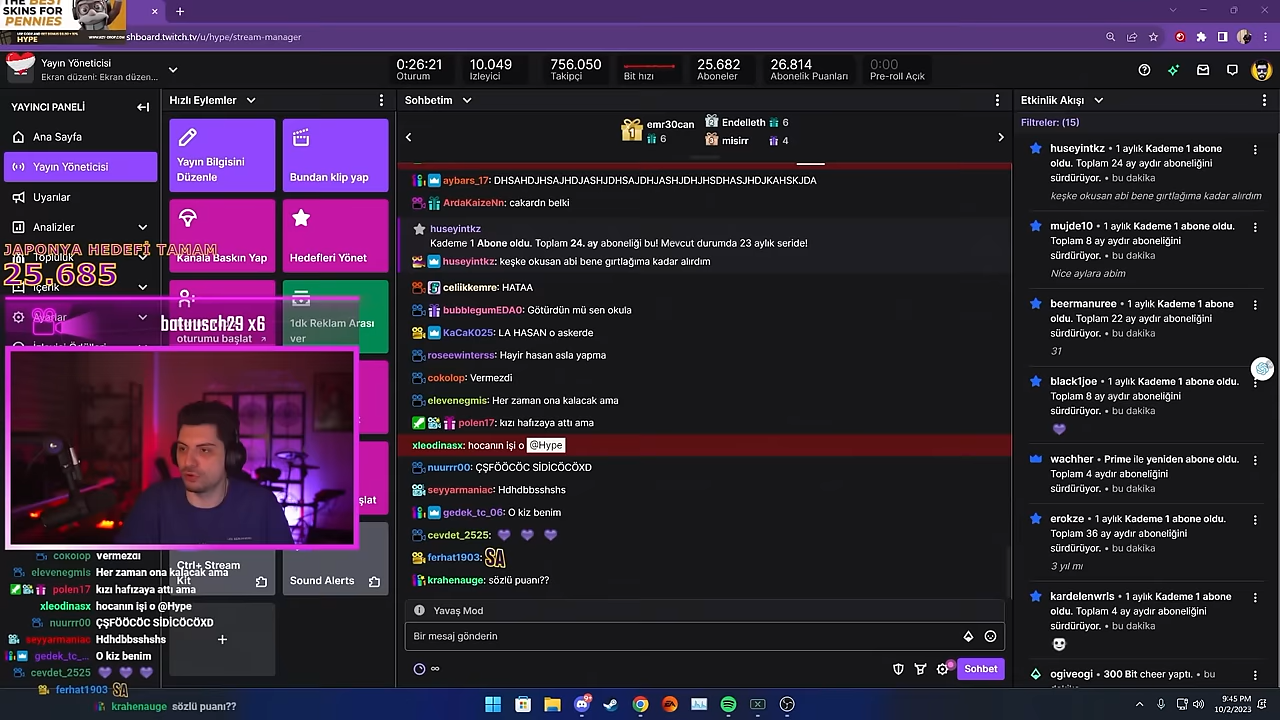 THE BEST
SKINS FOR
PENNIES
HYPE
shboard.twitch.tv/u/hype/stream-manager
Yayın Yöneticisi
Ekran düzeni: Ekran düzen...
0:26:21
Oturum
10.049
İzleyici
756.050
Takipçi
Bit hızı
25.682
Aboneler
26.814
Abonelik Puanları
0:00
Pre-roll Açık
YAYINCI PANELİ
Ana Sayfa
Yayın Yöneticisi
Uyarılar
Analizler
Topluluk
İçerik
Ayarlar
JAPONYA HEDEFİ TAMAM
25.685
batuusch29 x6
Hızlı Eylemler
Yayın Bilgisini
Düzenle
Bundan klip yap
Kanala Baskın Yap
Hedefleri Yönet
oturumu başlat
1dk Reklam Arası
ver
Ctrl+ Stream
Kit
Sound Alerts
cokolop Vermezdi
elevenegmis Her zaman ona kalacak ama
polen17 kızı hafızaya attı ama
xleodinasx hocanın işi o @Hype
nuurrr00 ÇŞFÖÖCÖC SİDİCÖCÖXD
seyyarmaniac Hdhdbbsshshs
gedek_tc_... O kiz benim
cevdet_2525
ferhat1903 SA
krahenauge sözlü puanı??
Sohbetim
1
emr30can
6
2 Endelleth 6
3 misirr 4
aybars_17: DHSAHDJHSAJHDJASHJDHSAJDHJASHJDHJHSDHASJHDJKAHSKJDA
ArdaKaizeNn: cakardın belki
huseyintkz
Kademe 1 Abone oldu. Toplam 24. ay aboneliği bu! Mevcut durumda 23 aylık seride!
huseyintkz: keşke okusan abi bene gırtlağıma kadar alırdım
celiikkemre: HATAA
bubblegumEDA0: Götürdün mü sen okula
KaCaK025: LA HASAN o askerde
roseewinterss: Hayir hasan asla yapma
cokolop: Vermezdi
elevenegmis: Her zaman ona kalacak ama
polen17: kızı hafızaya attı ama
xleodinasx: hocanın işi o @Hype
nuurrr00: ÇŞFÖÖCÖC SİDİCÖCÖXD
seyyarmaniac: Hdhdbbsshshs
gedek_tc_06: O kiz benim
cevdet_2525:
ferhat1903: SA
krahenauge: sözlü puanı??
Yavaş Mod
Bir mesaj gönder
Sohbet
Etkinlik Akışı
Filtreler: (15)
huseyintkz • 1 aylık Kademe 1 abone
oldu. Toplam 24 ay aydır aboneliğini
sürdürüyor. • bu dakika
keşke okusan abi bene gırtlağıma kadar alırdım
mujde10 • 1 aylık Kademe 1 abone oldu.
Toplam 8 ay aydır aboneliğini
sürdürüyor. • bu dakika
Nice aylara abim
beermanuree • 1 aylık Kademe 1 abone
oldu. Toplam 22 ay aydır aboneliğini
sürdürüyor. • bu dakika
31
black1joe • 1 aylık Kademe 1 abone oldu.
Toplam 8 ay aydır aboneliğini
sürdürüyor. • bu dakika
wachher • Prime ile yeniden abone oldu.
Toplam 4 aydır aboneliğini
sürdürüyor. • bu dakika
erokze • 1 aylık Kademe 1 abone oldu.
Toplam 36 ay aydır aboneliğini
sürdürüyor. • bu dakika
3 yıl mı
kardelenwrls • 1 aylık Kademe 1 abone
oldu. Toplam 4 ay aydır aboneliğini
sürdürüyor. • bu dakika
ogiveogi • 300 Bit cheer yaptı. • bu
9:45 PM
10/2/2023